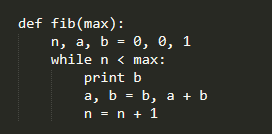 def fib(max):
    n, a, b = 0, 0, 1
    while n < max:
        print b
        a, b = b, a + b
        n = n + 1